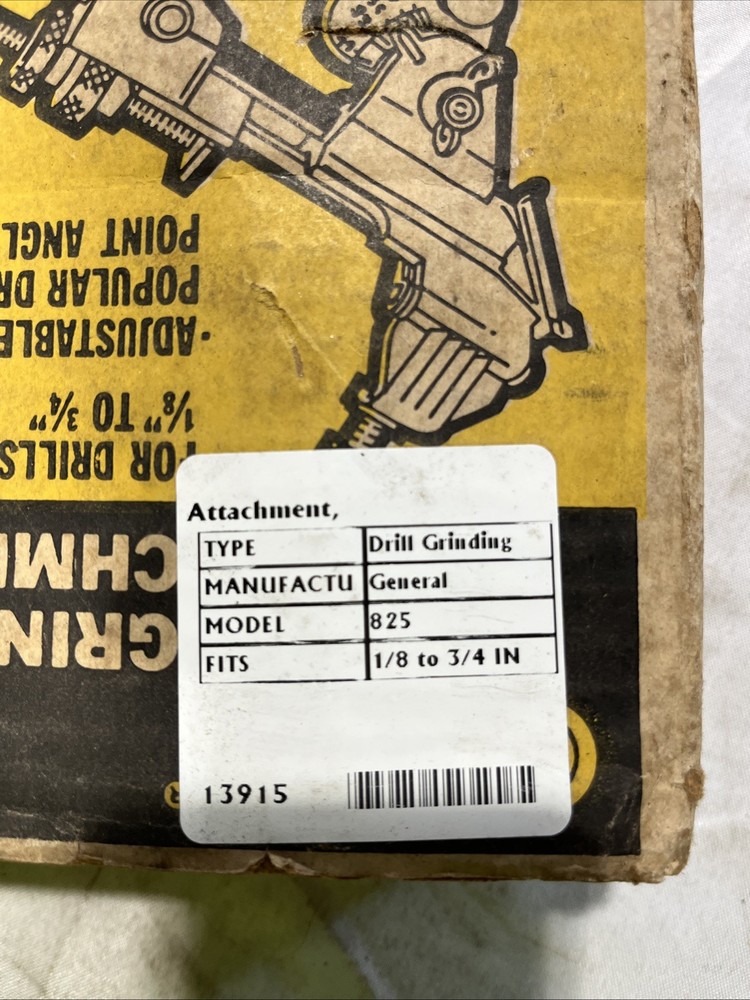 Attachment,
TYPE Drill Grinding
MANUFACTU General
MODEL 825
FITS 1/8 to 3/4 IN
13915
GRIN
CHM
FOR DRILLS
1/8" TO 3/4"
·ADJUSTABLE
POPULAR DR
POINT ANGL